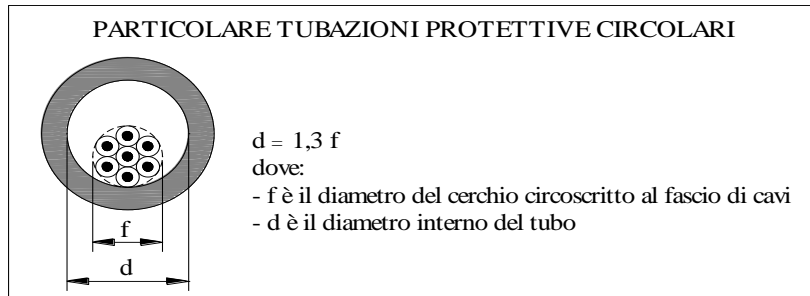 PARTICOLARE TUBAZIONI PROTETTIVE CIRCOLARI
d = 1,3 f
dove:
- f è il diametro del cerchio circoscritto al fascio di cavi
- d è il diametro interno del tubo
f
d